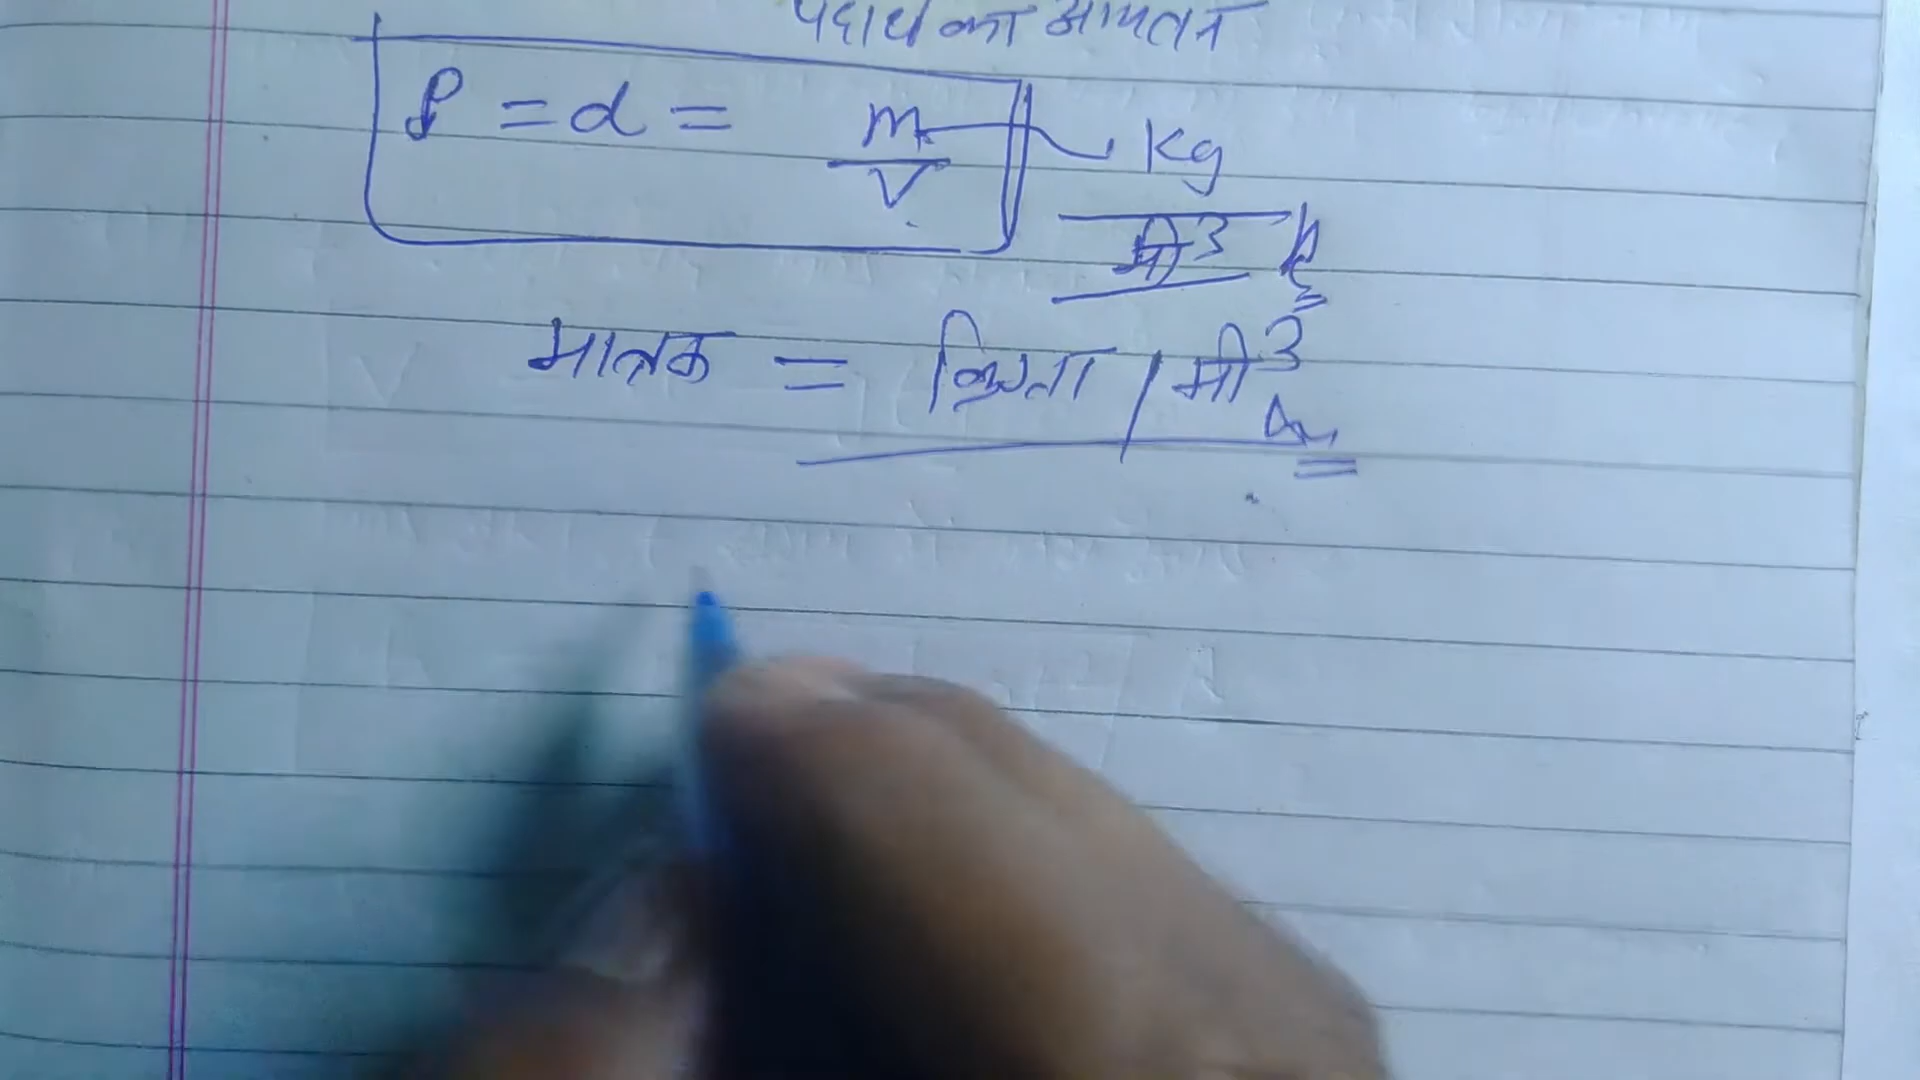 पदार्थ का आयतन
ρ = d = m/V kg/मी³
मात्रक = किग्रा / मी³